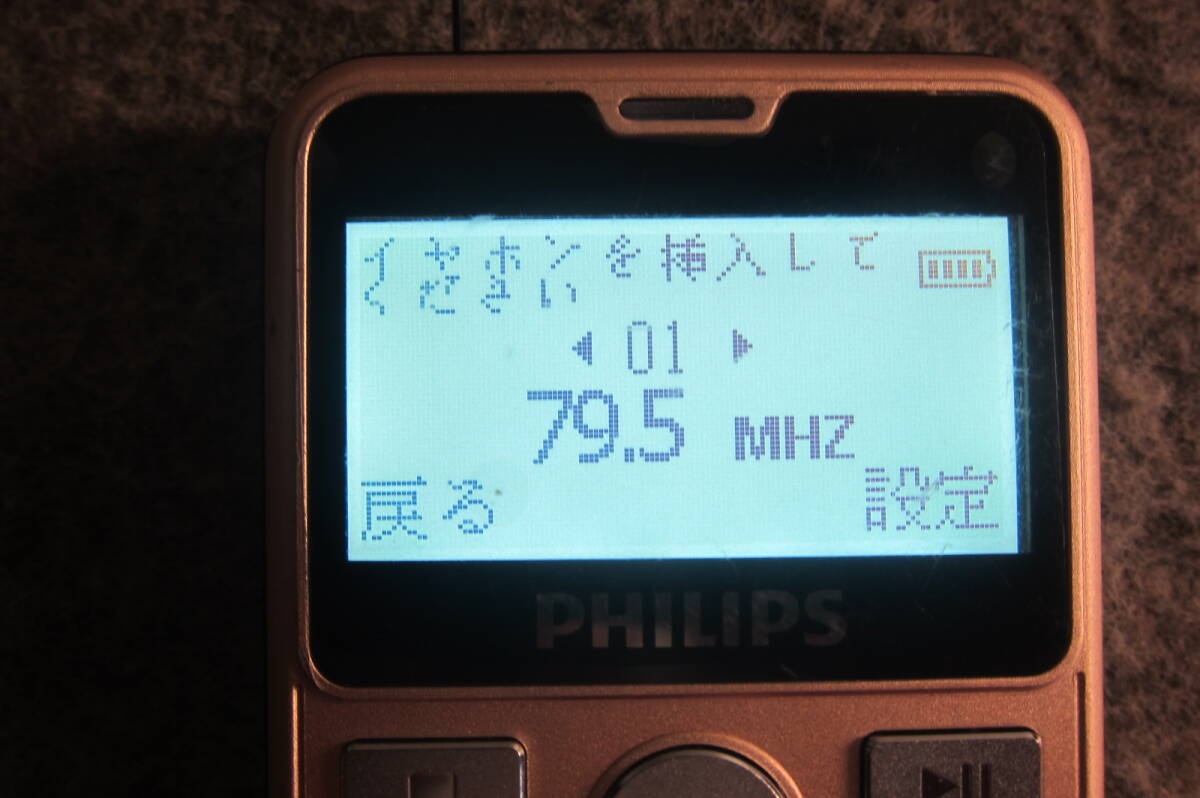 イヤホンを挿入して
ください
◀ 01 ▶
79.5 MHZ
戻る 設定
PHILIPS